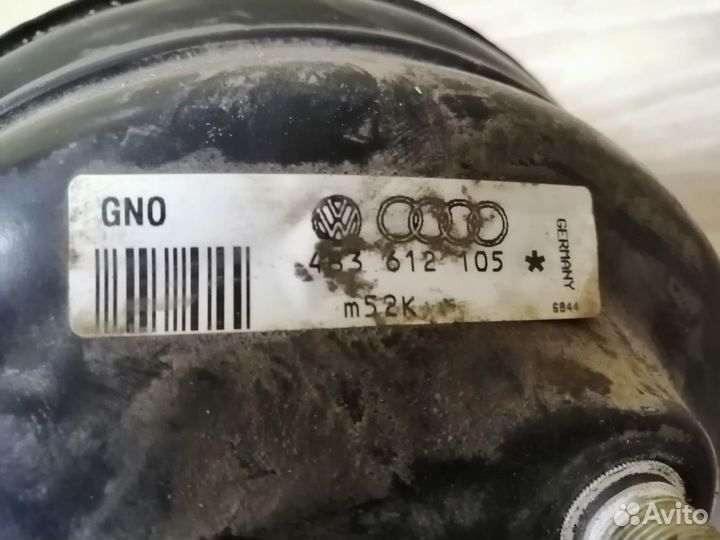 GNO
4B3 612 105 *
m52K
GERMANY
6844
Avito